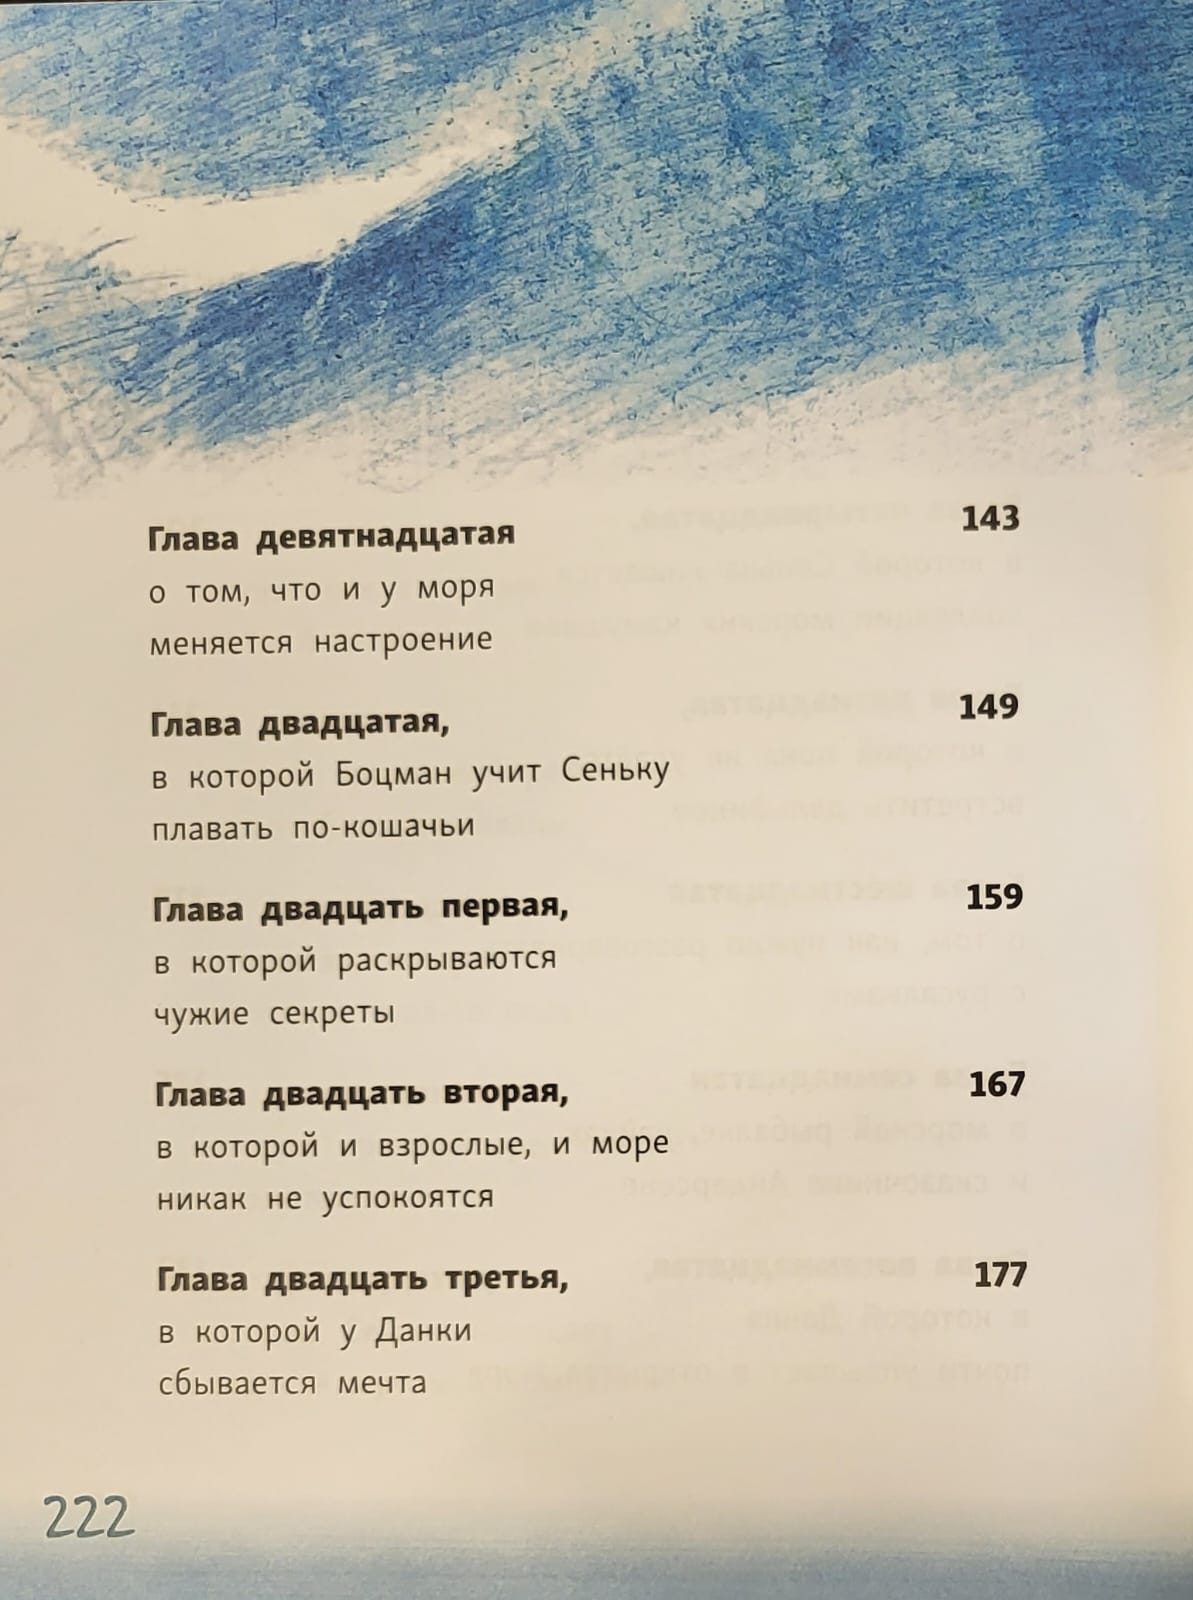 Глава девятнадцатая 143
о том, что и у моря
меняется настроение
Глава двадцатая, 149
в которой Боцман учит Сеньку
плавать по-кошачьи
Глава двадцать первая, 159
в которой раскрываются
чужие секреты
Глава двадцать вторая, 167
в которой и взрослые, и море
никак не успокоятся
Глава двадцать третья, 177
в которой у Данки
сбывается мечта
222